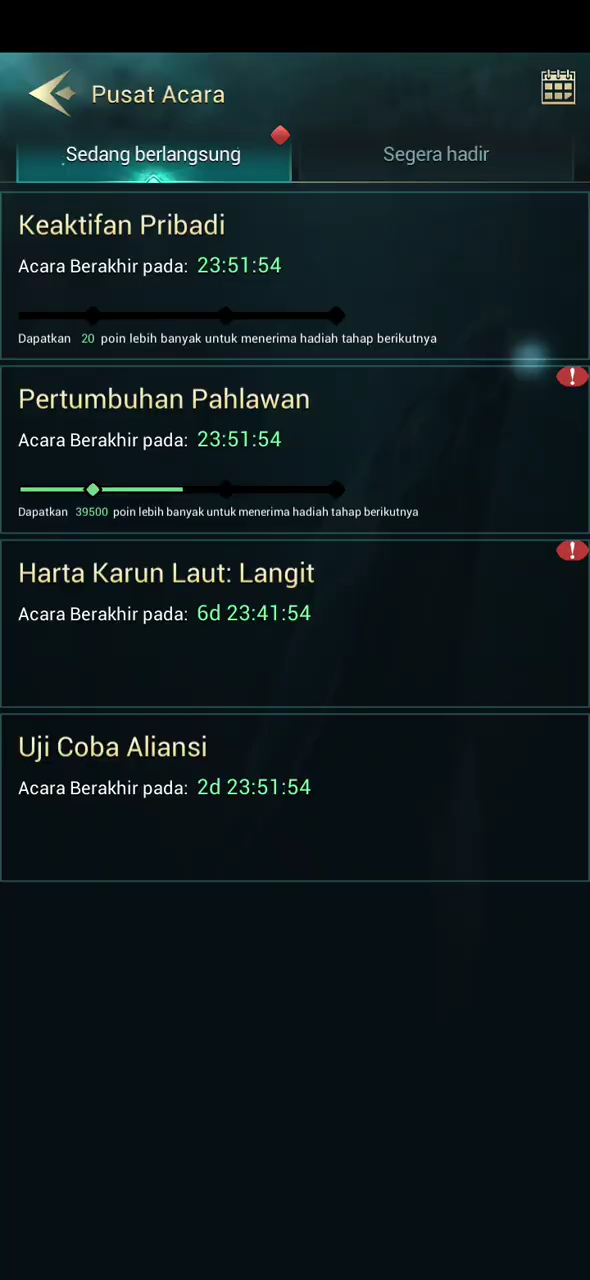 Pusat Acara
Sedang berlangsung
Segera hadir
Keaktifan Pribadi
Acara Berakhir pada: 23:51:54
Dapatkan 20 poin lebih banyak untuk menerima hadiah tahap berikutnya
!
Pertumbuhan Pahlawan
Acara Berakhir pada: 23:51:54
Dapatkan 39500 poin lebih banyak untuk menerima hadiah tahap berikutnya
!
Harta Karun Laut: Langit
Acara Berakhir pada: 6d 23:41:54
Uji Coba Aliansi
Acara Berakhir pada: 2d 23:51:54